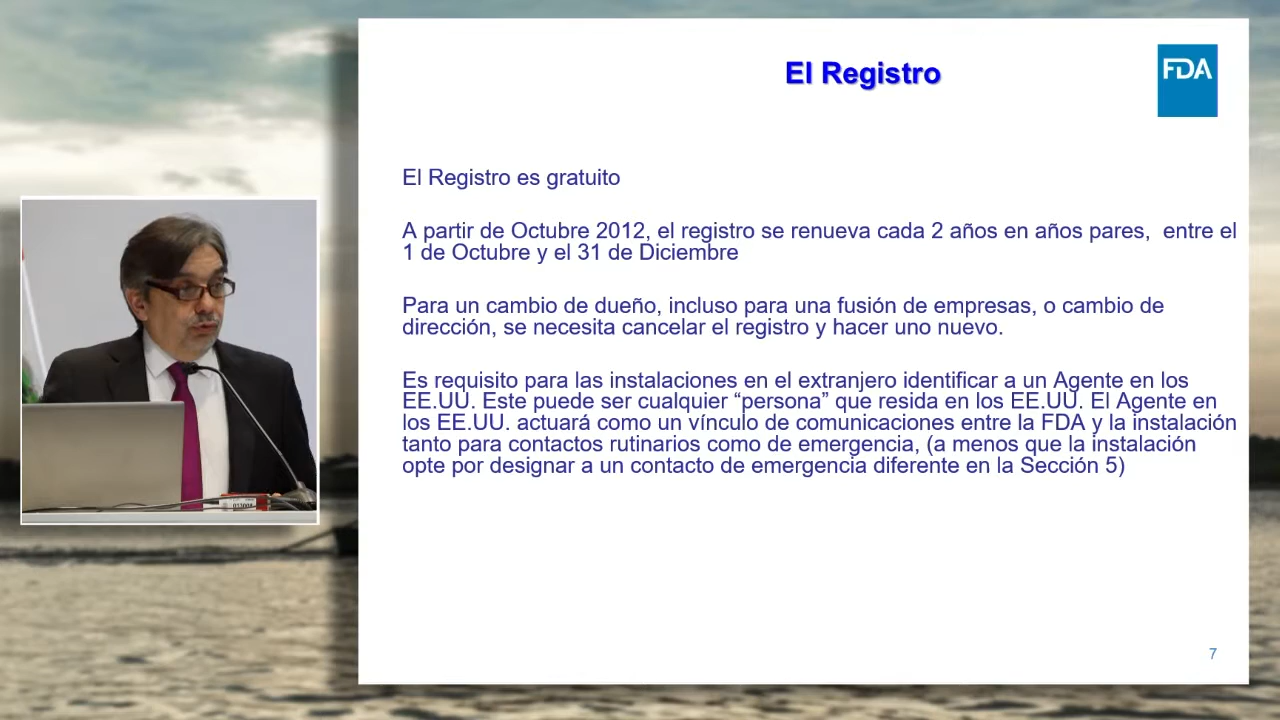 El Registro
FDA
El Registro es gratuito
A partir de Octubre 2012, el registro se renueva cada 2 años en años pares,  entre el
1 de Octubre y el 31 de Diciembre
Para un cambio de dueño, incluso para una fusión de empresas, o cambio de
dirección, se necesita cancelar el registro y hacer uno nuevo.
Es requisito para las instalaciones en el extranjero identificar a un Agente en los
EE.UU. Este puede ser cualquier “persona” que resida en los EE.UU. El Agente en
los EE.UU. actuará como un vínculo de comunicaciones entre la FDA y la instalación
tanto para contactos rutinarios como de emergencia, (a menos que la instalación
opte por designar a un contacto de emergencia diferente en la Sección 5)
7